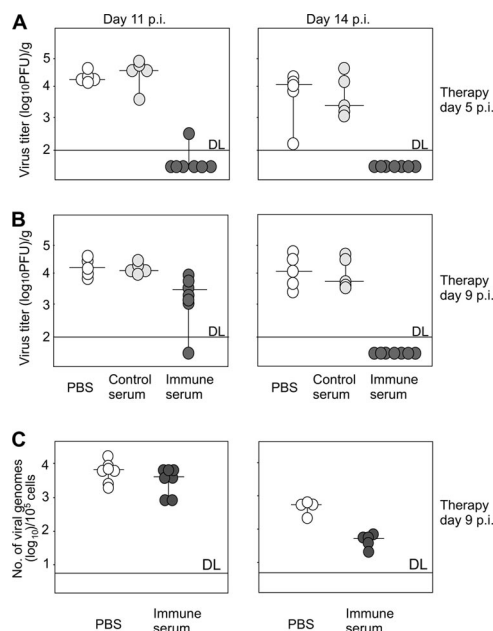 Day 11 p.i. Day 14 p.i.
A
Virus titer (log10PFU)/g
5
4
3
2
DL
DL
Therapy
day 5 p.i.
B
Virus titer (log10PFU)/g
5
4
3
2
DL
DL
Therapy
day 9 p.i.
PBS Control serum Immune serum
PBS Control serum Immune serum
C
No. of viral genomes
(log10)/10⁵ cells
4
3
2
1
DL
DL
Therapy
day 9 p.i.
PBS Immune serum
PBS Immune serum